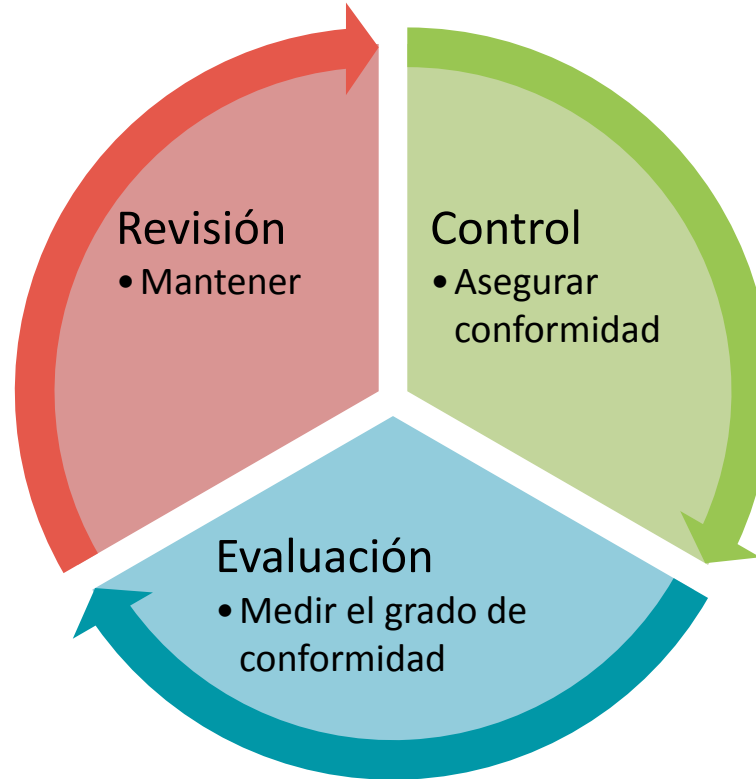 Revisión
• Mantener
Control
• Asegurar
conformidad
Evaluación
• Medir el grado de
conformidad